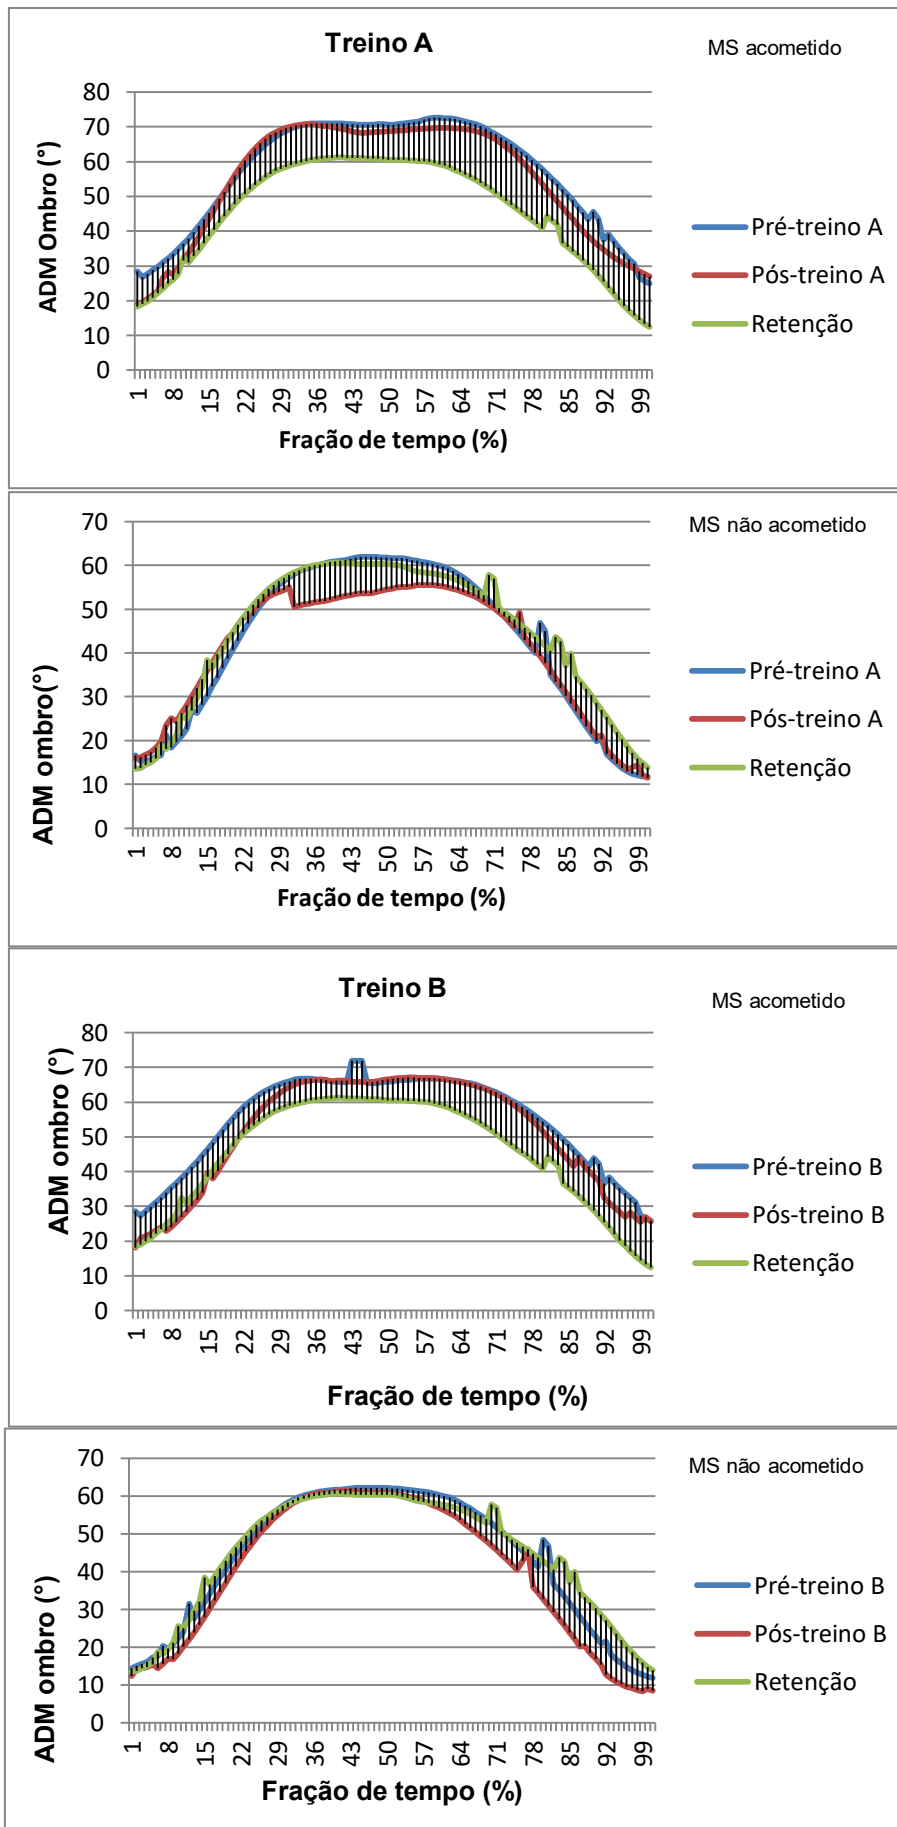 Treino A
MS acometido
ADM Ombro (°)
80
70
60
50
40
30
20
10
0
1 8 15 22 29 36 43 50 57 64 71 78 85 92 99
Fração de tempo (%)
Pré-treino A
Pós-treino A
Retenção
MS não acometido
ADM ombro(°)
70
60
50
40
30
20
10
0
1 8 15 22 29 36 43 50 57 64 71 78 85 92 99
Fração de tempo (%)
Pré-treino A
Pós-treino A
Retenção
Treino B
MS acometido
ADM ombro (°)
80
70
60
50
40
30
20
10
0
1 8 15 22 29 36 43 50 57 64 71 78 85 92 99
Fração de tempo (%)
Pré-treino B
Pós-treino B
Retenção
MS não acometido
ADM ombro (°)
70
60
50
40
30
20
10
0
1 8 15 22 29 36 43 50 57 64 71 78 85 92 99
Fração de tempo (%)
Pré-treino B
Pós-treino B
Retenção